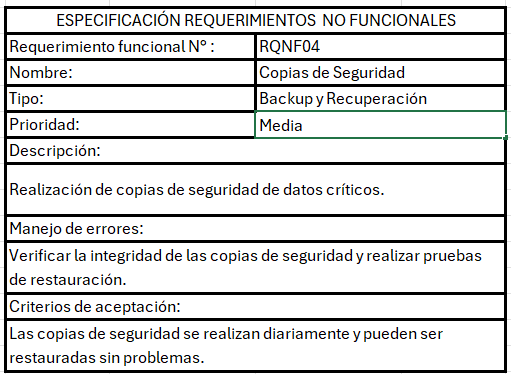 ESPECIFICACIÓN REQUERIMIENTOS NO FUNCIONALES
Requerimiento funcional N° : RQNF04
Nombre: Copias de Seguridad
Tipo: Backup y Recuperación
Prioridad: Media
Descripción:
Realización de copias de seguridad de datos críticos.
Manejo de errores:
Verificar la integridad de las copias de seguridad y realizar pruebas
de restauración.
Criterios de aceptación:
Las copias de seguridad se realizan diariamente y pueden ser
restauradas sin problemas.